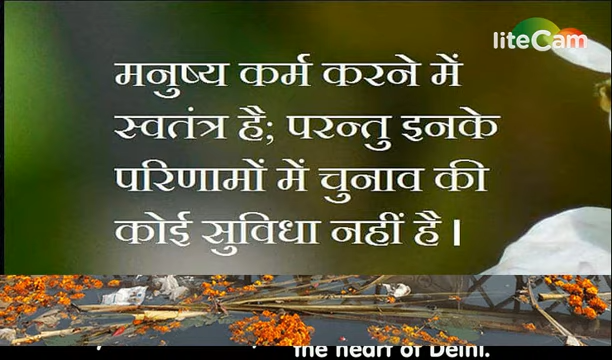 liteCam
मनुष्य कर्म करने में
स्वतंत्र है; परन्तु इनके
परिणामों में चुनाव की
कोई सुविधा नहीं है।
the heart of Delhi.